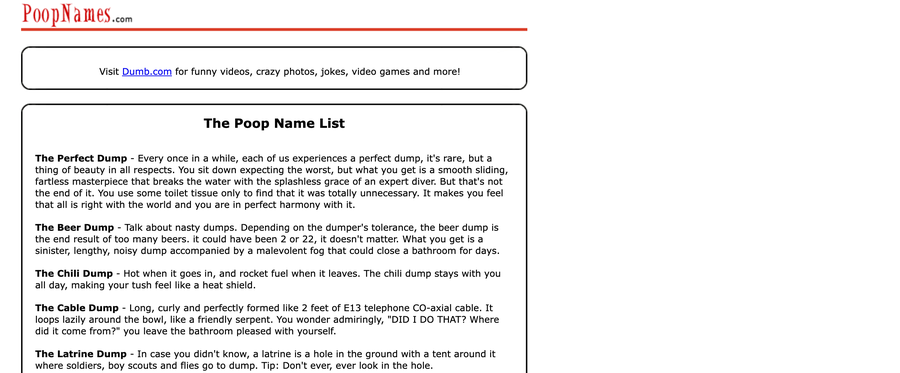 PoopNames.com
Visit Dumb.com for funny videos, crazy photos, jokes, video games and more!
The Poop Name List
The Perfect Dump - Every once in a while, each of us experiences a perfect dump, it's rare, but a
thing of beauty in all respects. You sit down expecting the worst, but what you get is a smooth sliding,
fartless masterpiece that breaks the water with the splashless grace of an expert diver. But that's not
the end of it. You use some toilet tissue only to find that it was totally unnecessary. It makes you feel
that all is right with the world and you are in perfect harmony with it.
The Beer Dump - Talk about nasty dumps. Depending on the dumper's tolerance, the beer dump is
the end result of too many beers. it could have been 2 or 22, it doesn't matter. What you get is a
sinister, lengthy, noisy dump accompanied by a malevolent fog that could close a bathroom for days.
The Chili Dump - Hot when it goes in, and rocket fuel when it leaves. The chili dump stays with you
all day, making your tush feel like a heat shield.
The Cable Dump - Long, curly and perfectly formed like 2 feet of E13 telephone CO-axial cable. It
loops lazily around the bowl, like a friendly serpent. You wonder admiringly, "DID I DO THAT? Where
did it come from?" you leave the bathroom pleased with yourself.
The Latrine Dump - In case you didn't know, a latrine is a hole in the ground with a tent around it
where soldiers, boy scouts and flies go to dump. Tip: Don't ever, ever look in the hole.